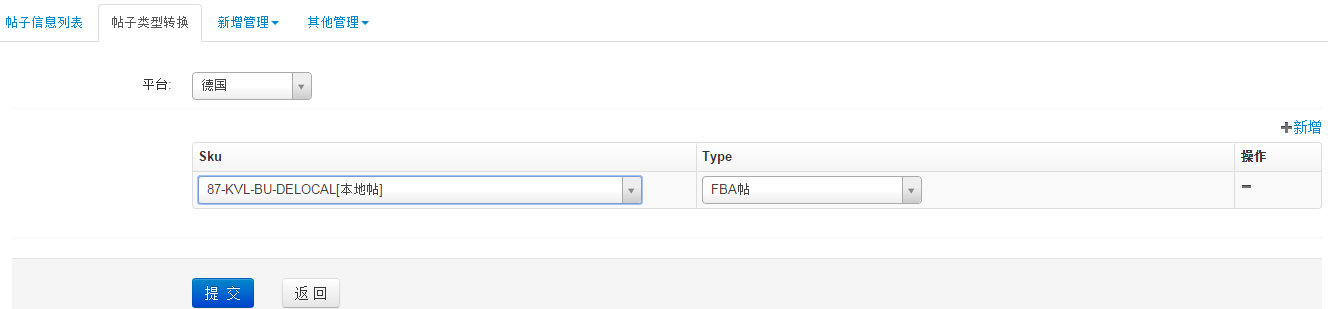 帖子信息列表 帖子类型转换 新增管理 其他管理
平台: 德国
新增
Sku Type 操作
87-KVL-BU-DELOCAL[本地帖] FBA帖
提 交 返 回